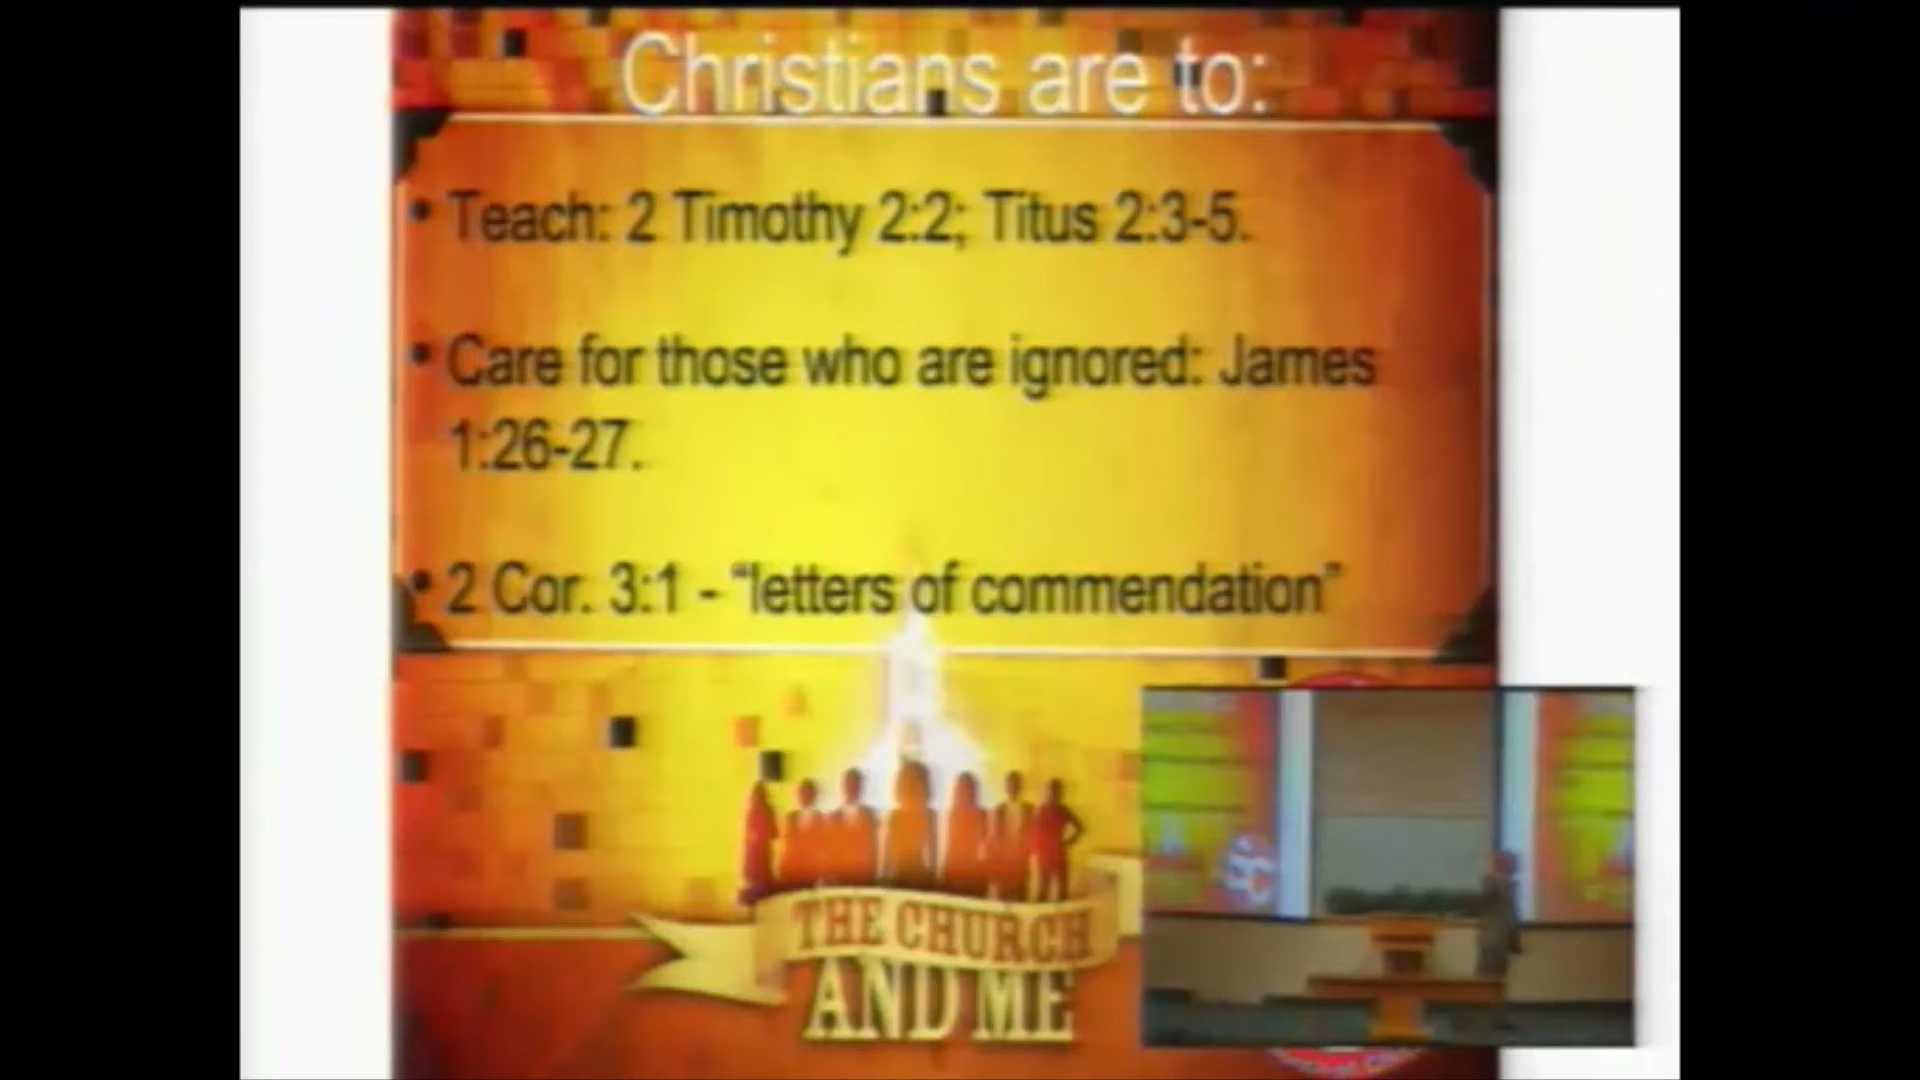 Christians are to:
• Teach: 2 Timothy 2:2; Titus 2:3-5.
• Care for those who are ignored: James
1:26-27.
• 2 Cor. 3:1 - “letters of commendation”
THE CHURCH
AND ME